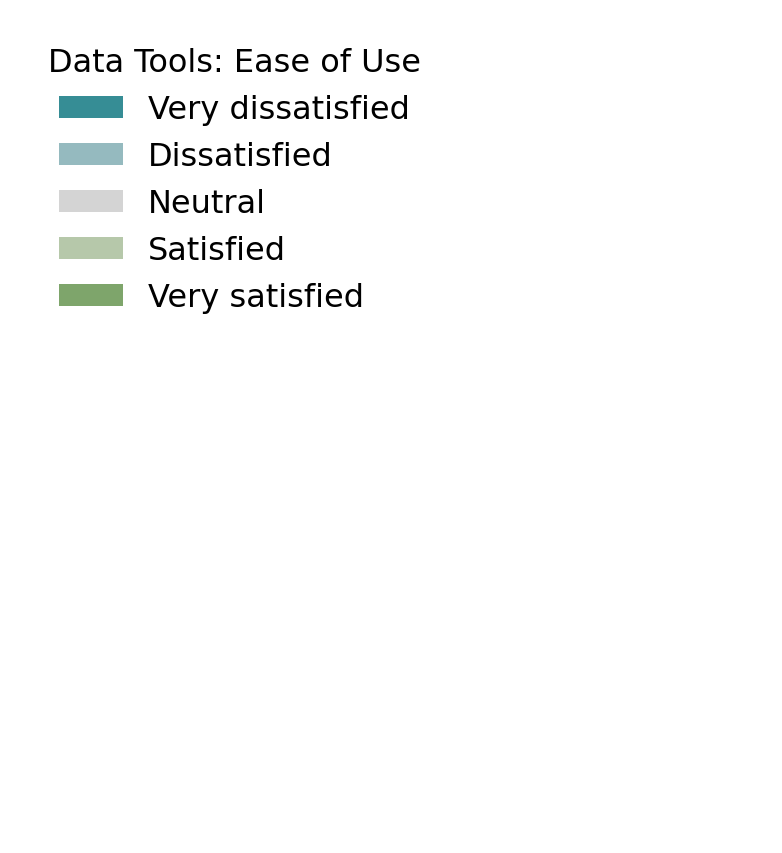 Data Tools: Ease of Use
Very dissatisfied
Dissatisfied
Neutral
Satisfied
Very satisfied